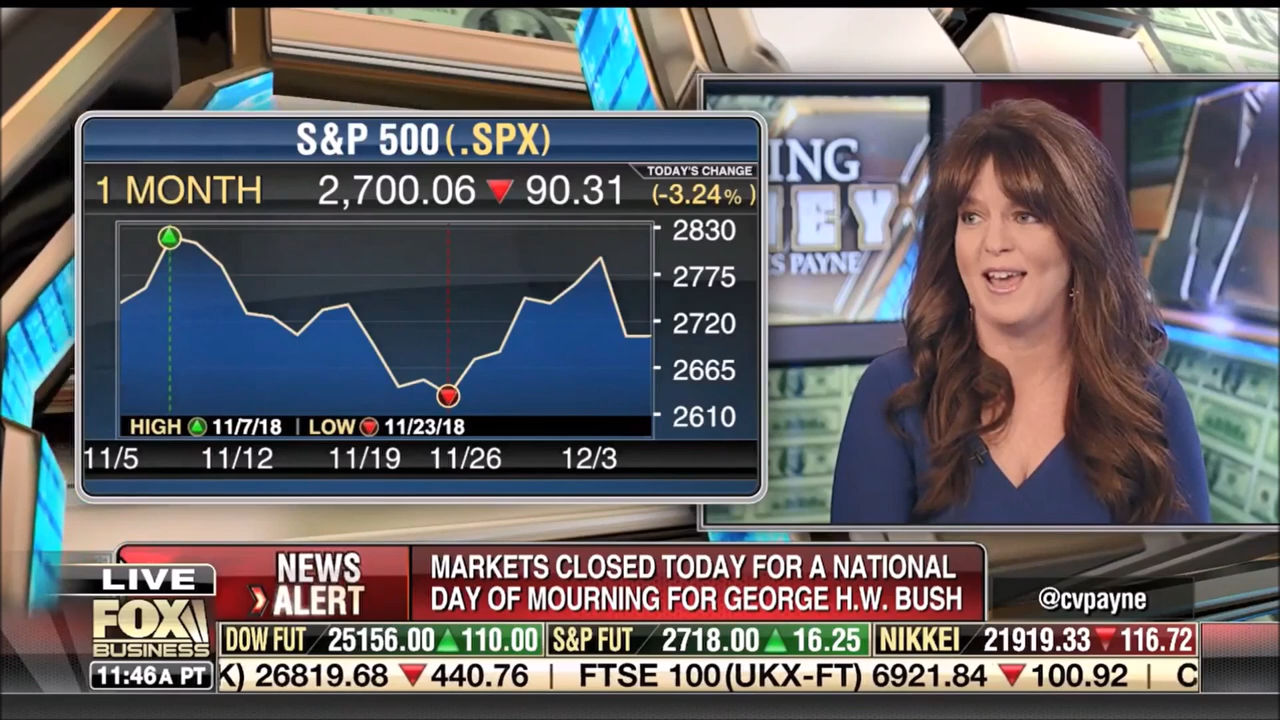 S&P 500 (.SPX)
TODAY'S CHANGE
1 MONTH 2,700.06 ▼ 90.31 (-3.24%)
2830
2775
2720
2665
2610
HIGH ▲ 11/7/18 | LOW ▼ 11/23/18
11/5 11/12 11/19 11/26 12/3
ING
EY
S PAYNE
LIVE
FOX
BUSINESS
11:46A PT
NEWS
ALERT
MARKETS CLOSED TODAY FOR A NATIONAL
DAY OF MOURNING FOR GEORGE H.W. BUSH
@cvpayne
DOW FUT 25156.00 ▲ 110.00 S&P FUT 2718.00 ▲ 16.25 NIKKEI 21919.33 ▼ 116.72
K) 26819.68 ▼ 440.76 | FTSE 100 (UKX-FT) 6921.84 ▼ 100.92 | C